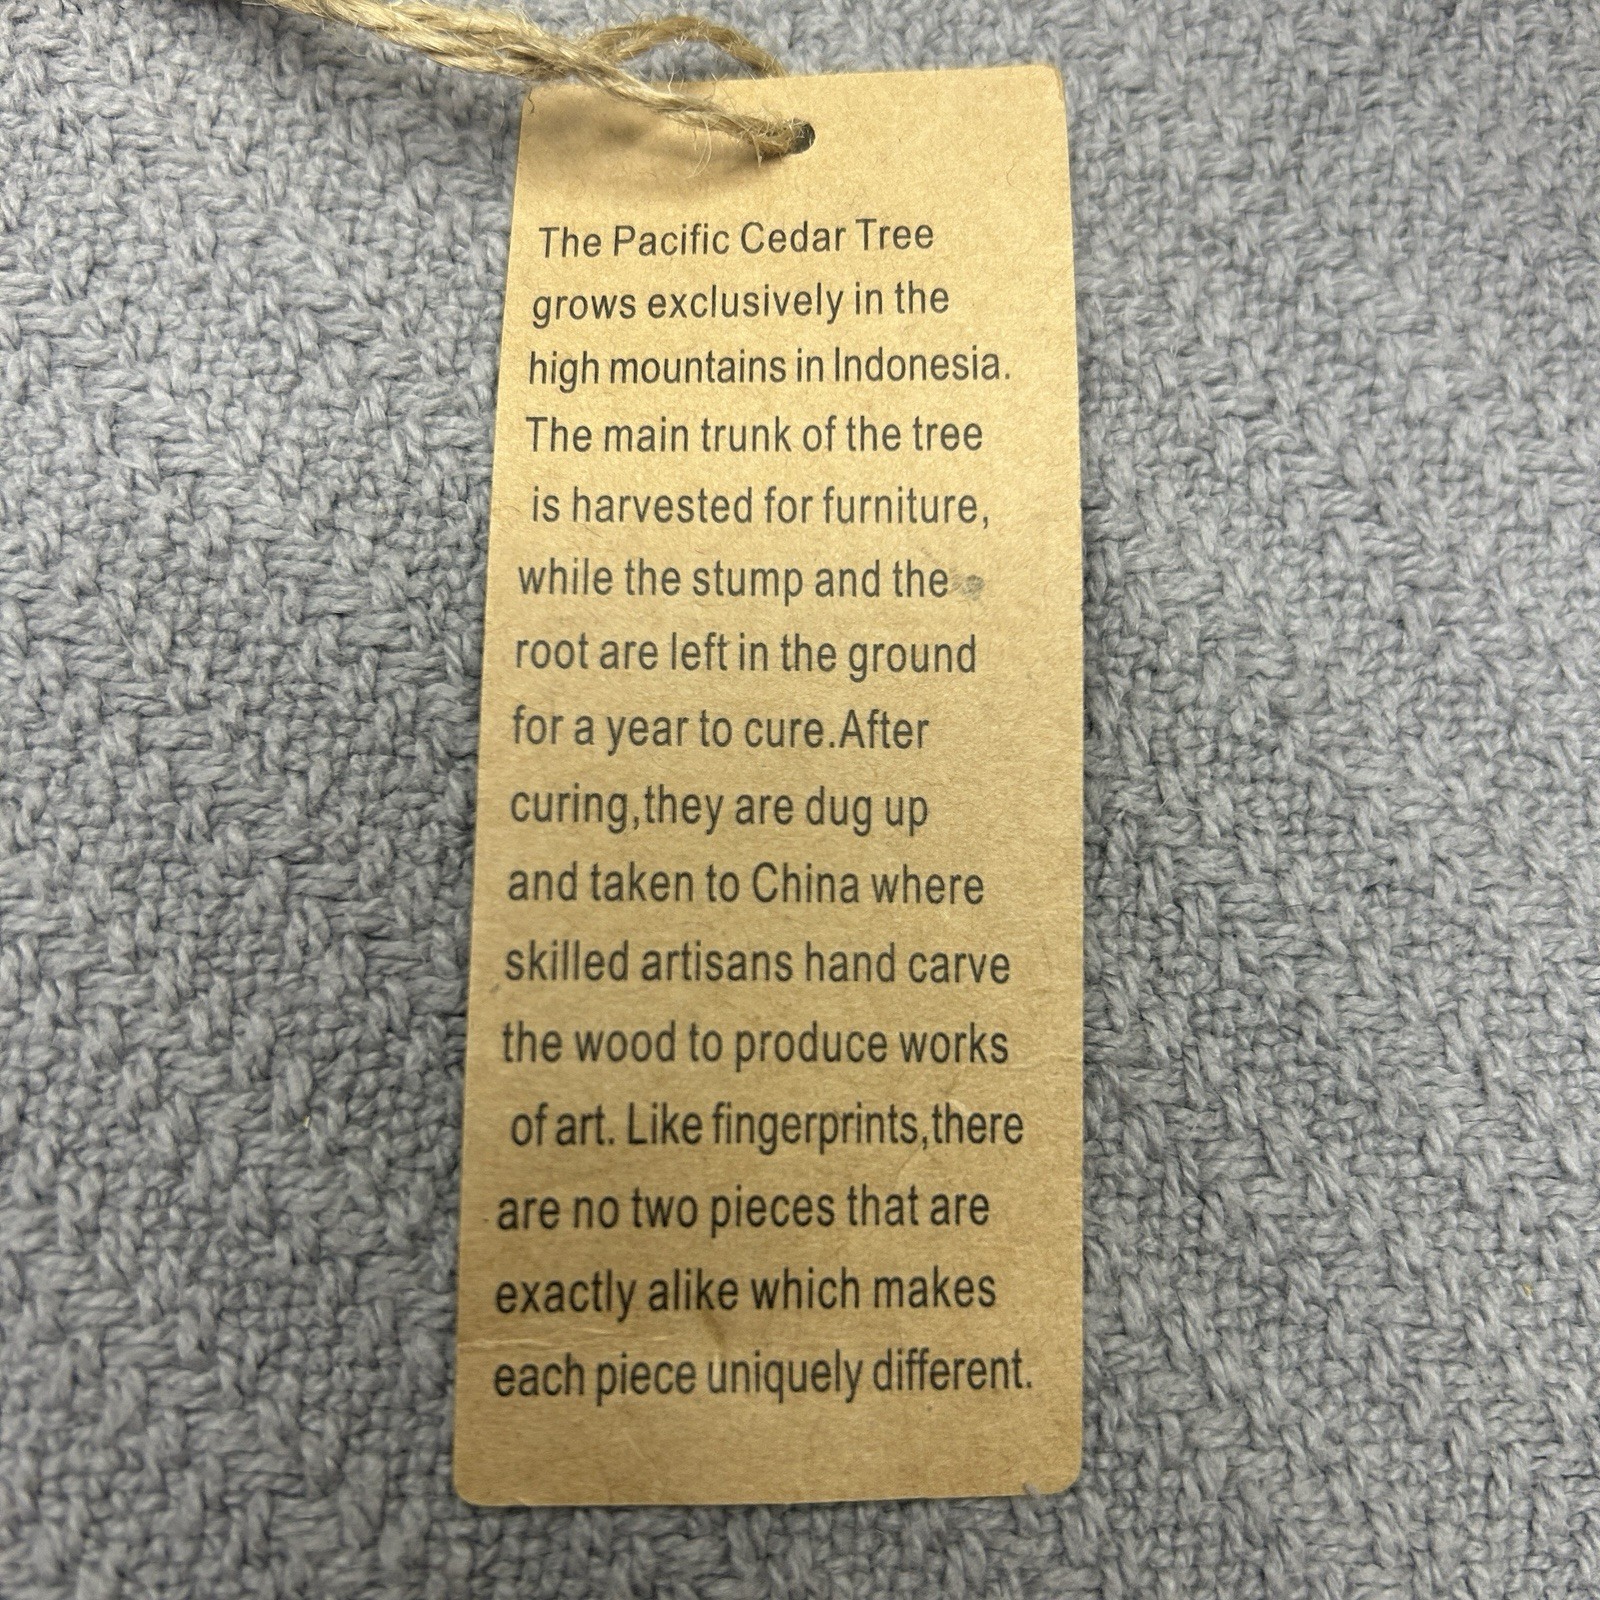 The Pacific Cedar Tree
grows exclusively in the
high mountains in Indonesia.
The main trunk of the tree
is harvested for furniture,
while the stump and the
root are left in the ground
for a year to cure.After
curing,they are dug up
and taken to China where
skilled artisans hand carve
the wood to produce works
of art. Like fingerprints,there
are no two pieces that are
exactly alike which makes
each piece uniquely different.